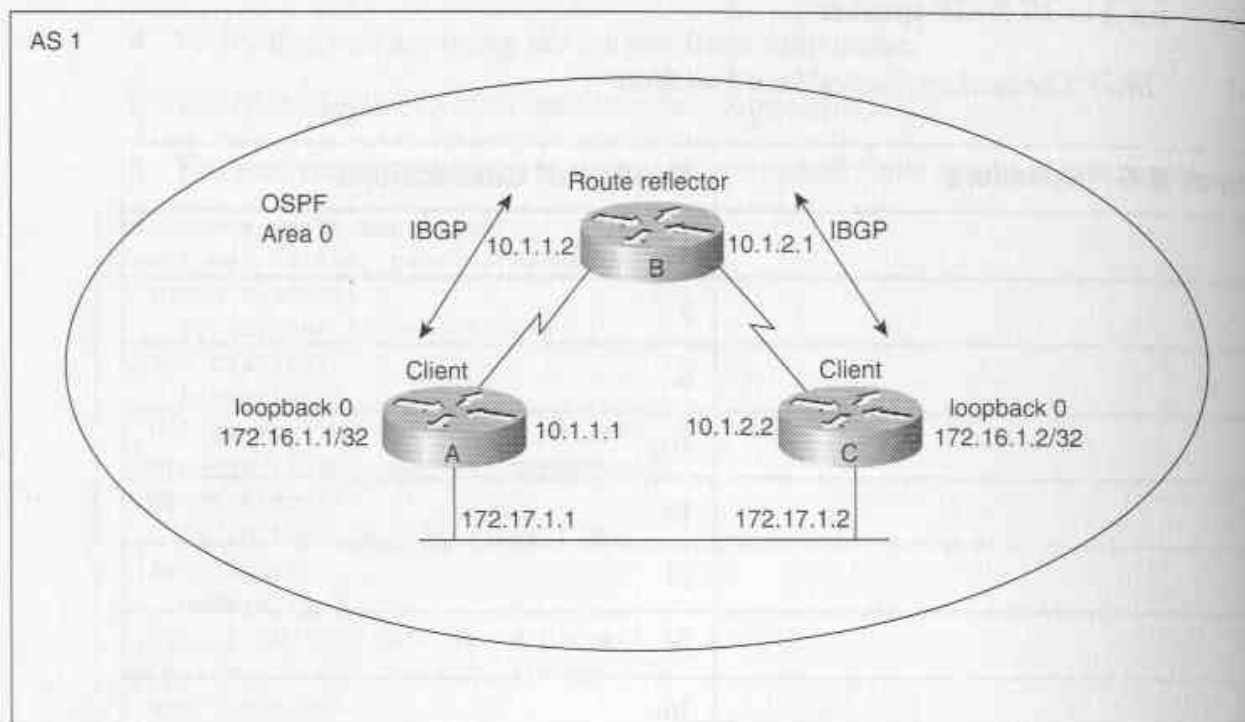 AS 1
Route reflector
OSPF
Area 0
IBGP
10.1.1.2
B
10.1.2.1
IBGP
Client
Client
loopback 0
172.16.1.1/32
A
10.1.1.1
10.1.2.2
C
loopback 0
172.16.1.2/32
172.17.1.1
172.17.1.2